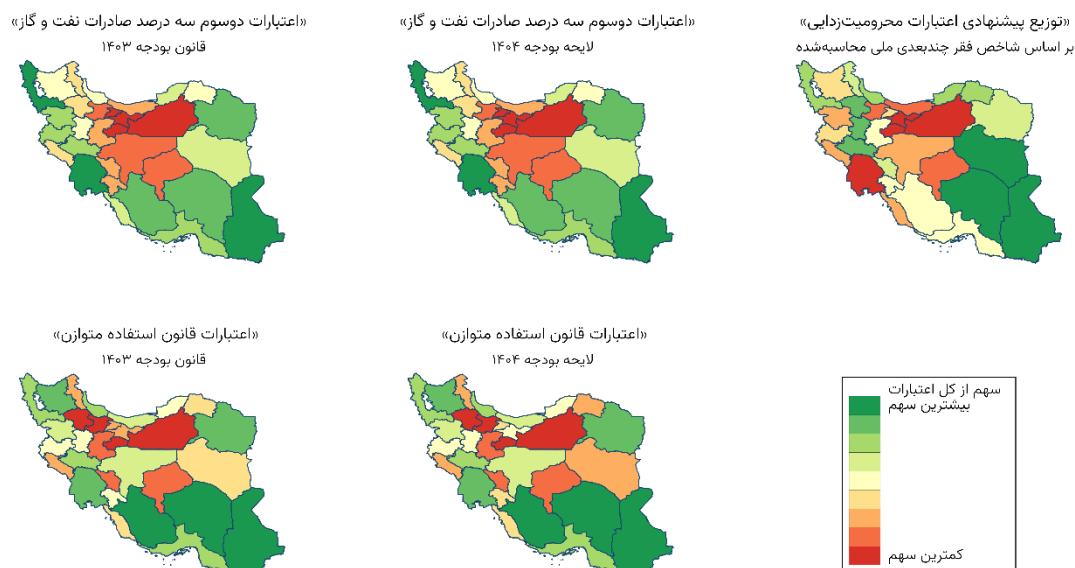 «توزیع پیشنهادی اعتبارات محرومیت‌زدایی»
بر اساس شاخص فقر چندبعدی ملی محاسبه‌شده
«اعتبارات دوسوم سه درصد صادرات نفت و گاز»
لایحه بودجه ۱۴۰۴
«اعتبارات دوسوم سه درصد صادرات نفت و گاز»
قانون بودجه ۱۴۰۳
«اعتبارات قانون استفاده متوازن»
لایحه بودجه ۱۴۰۴
«اعتبارات قانون استفاده متوازن»
قانون بودجه ۱۴۰۳
سهم از کل اعتبارات
بیشترین سهم
کمترین سهم